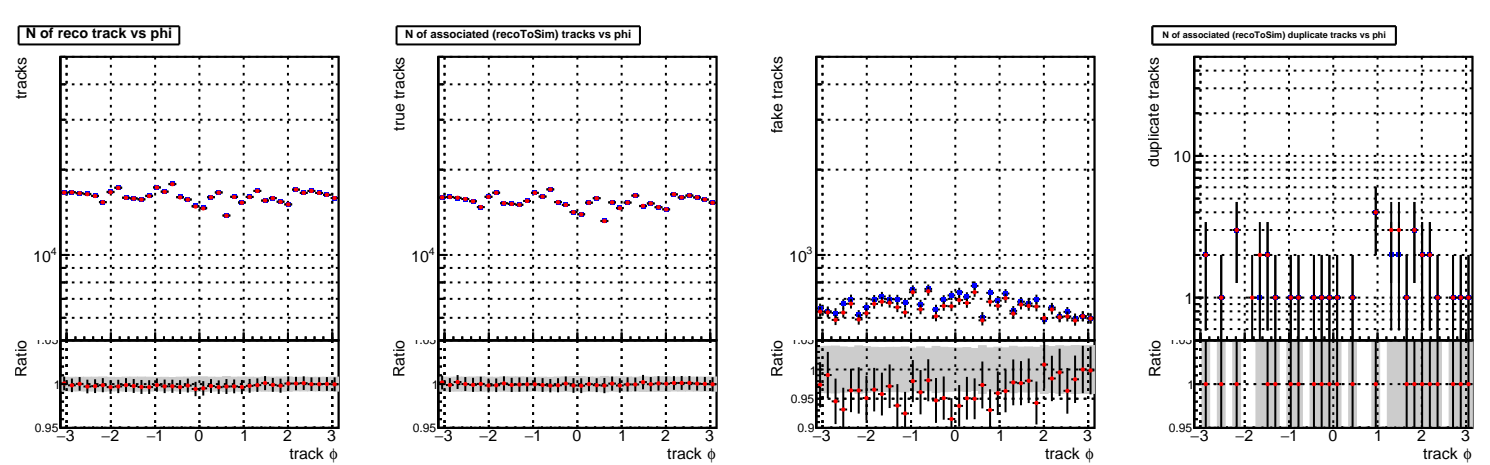 N of reco track vs phi
tracks
10⁴
Ratio
1
0.95
−3 −2 −1 0 1 2 3
track ϕ
N of associated (recoToSim) tracks vs phi
true tracks
10⁴
Ratio
1
0.95
−3 −2 −1 0 1 2 3
track ϕ
fake tracks
10³
Ratio
1
0.95
0.9
−3 −2 −1 0 1 2 3
track ϕ
N of associated (recoToSim) duplicate tracks vs phi
duplicate tracks
10
1
Ratio
1
0.95
−3 −2 −1 0 1 2 3
track ϕ